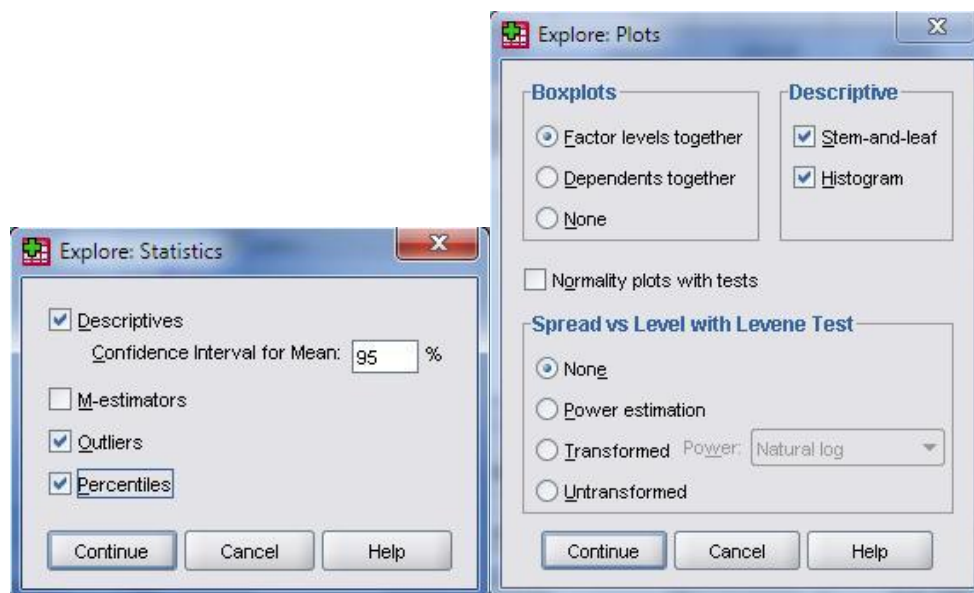 Explore: Statistics
Descriptives
Confidence Interval for Mean: 95 %
M-estimators
Outliers
Percentiles
Continue Cancel Help
Explore: Plots
Boxplots
Factor levels together
Dependents together
None
Descriptive
Stem-and-leaf
Histogram
Normality plots with tests
Spread vs Level with Levene Test
None
Power estimation
Transformed Power: Natural log
Untransformed
Continue Cancel Help